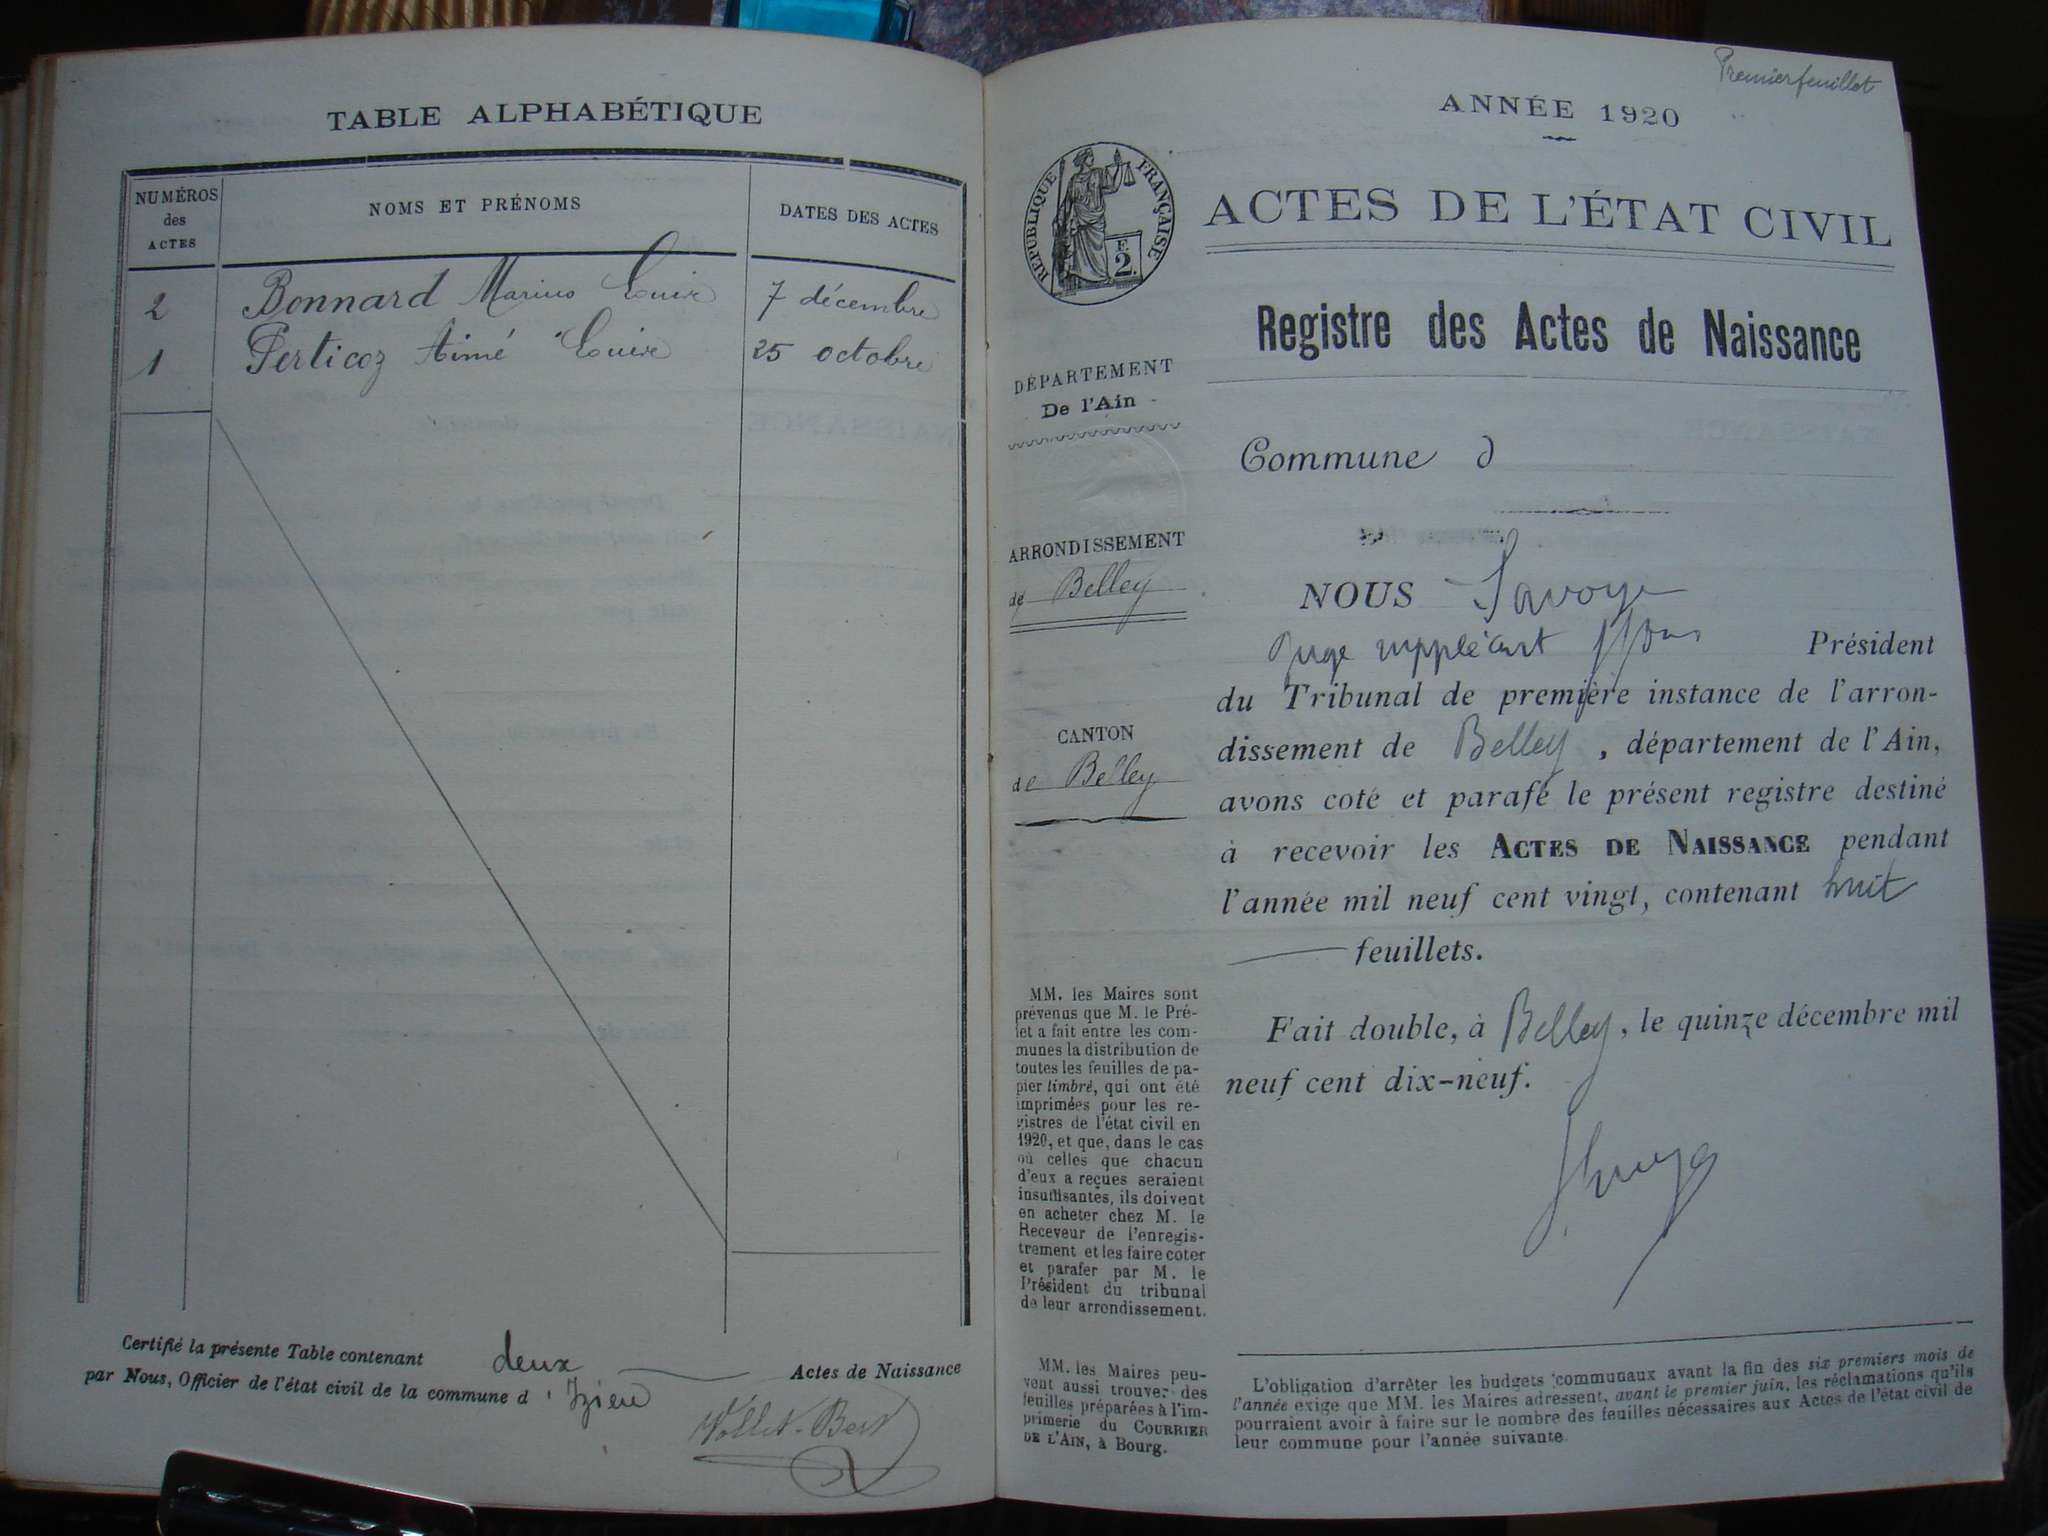 TABLE ALPHABÉTIQUE
NUMÉROS
des
ACTES
NOMS ET PRÉNOMS
DATES DES ACTES
2 Bonnard Marius Louis 7 décembre
1 Perticoz Aimé Louis 25 octobre
Certifié la présente Table contenant deux Actes de Naissance
par Nous, Officier de l'état civil de la commune d'Izieu
Premier feuillet
ANNÉE 1920
RÉPUBLIQUE FRANÇAISE
F.
2.
ACTES DE L'ÉTAT CIVIL
Registre des Actes de Naissance
DÉPARTEMENT
De l'Ain
Commune d
ARRONDISSEMENT
de Belley
CANTON
de Belley
NOUS Savoye
Juge suppléant Président
du Tribunal de première instance de l'arron-
dissement de Belley, département de l'Ain,
avons coté et parafé le présent registre destiné
à recevoir les ACTES DE NAISSANCE pendant
l'année mil neuf cent vingt, contenant huit
feuillets.
Fait double, à Belley, le quinze décembre mil
neuf cent dix-neuf.
MM. les Maires sont
prévenus que M. le Pré-
fet a fait entre les com-
munes la distribution de
toutes les feuilles de pa-
pier timbré, qui ont été
imprimées pour les re-
gistres de l'état civil en
1920, et que, dans le cas
où celles que chacun
d'eux a reçues seraient
insuffisantes, ils doivent
en acheter chez M. le
Receveur de l'enregis-
trement et les faire coter
et parafer par M. le
Président du tribunal
de leur arrondissement.
MM. les Maires peu-
vent aussi trouver des
feuilles préparées à l'im-
primerie du COURRIER
DE L'AIN, à Bourg.
L'obligation d'arrêter les budgets communaux avant la fin des six premiers mois de
l'année exige que MM. les Maires adressent, avant le premier juin, les réclamations qu'ils
pourraient avoir à faire sur le nombre des feuilles nécessaires aux Actes de l'état civil de
leur commune pour l'année suivante.